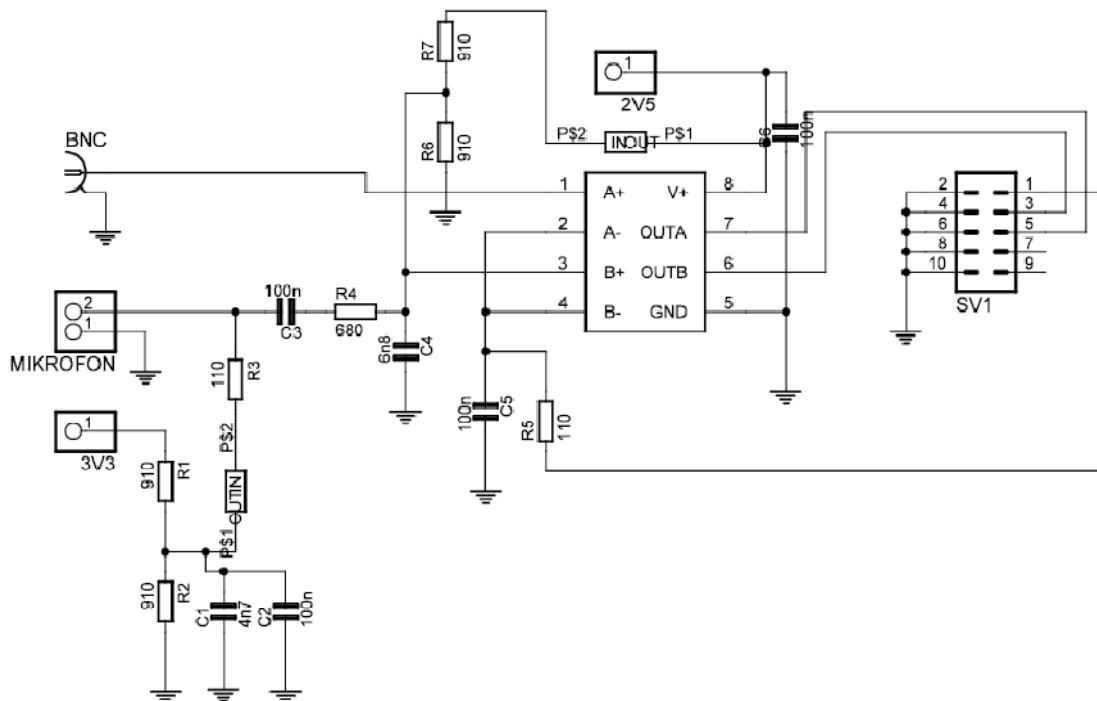 R7
910
1
2V5
C6
100n
BNC
R6
910
P$2
INOUT
P$1
1
A+
V+
8
2
A-
OUTA
7
3
B+
OUTB
6
4
B-
GND
5
2
1
4
3
6
5
8
7
10
9
SV1
2
1
MIKROFON
100n
C3
R4
680
6n8
C4
110
R3
1
3V3
P$2
OUTIN
P$1
910
R1
910
R2
C1
4n7
C2
100n
100n
C5
R5
110